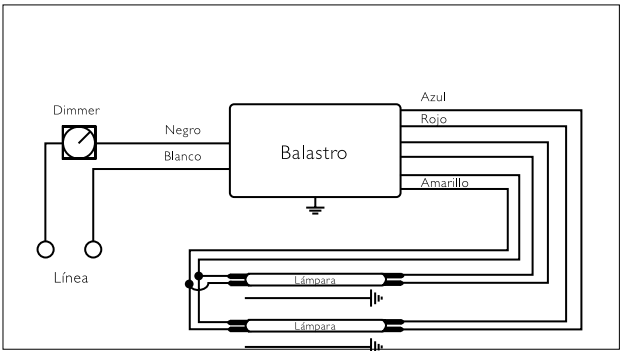 Azul
Dimmer
Rojo
Negro
Balastro
Blanco
Amarillo
Línea
Lámpara
Lámpara